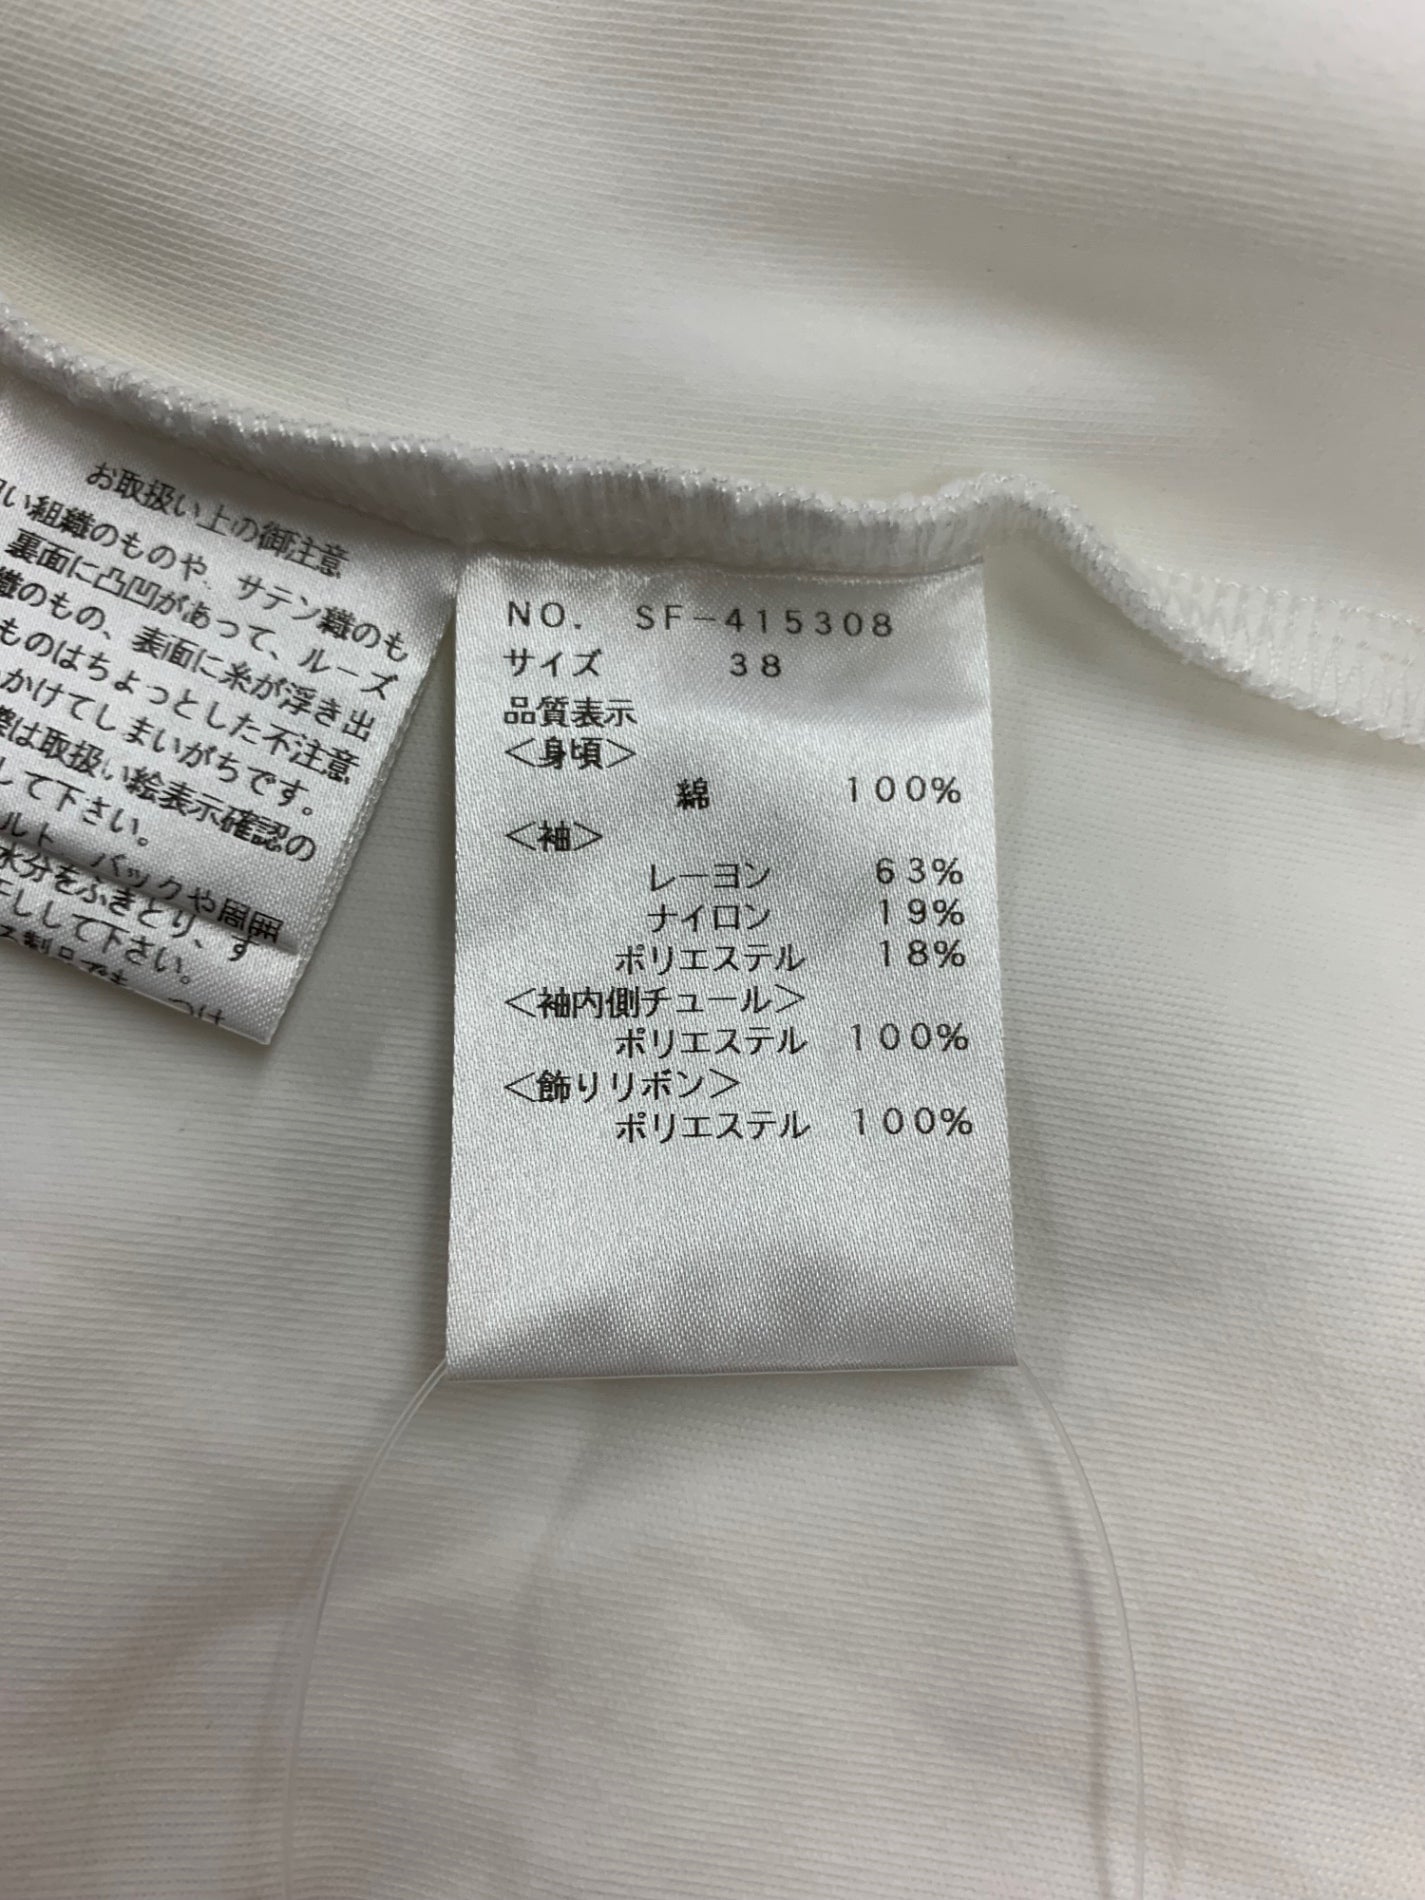 お取扱い上の御注意
い組織のものや、サテン織のも
裏面に凸凹があって、ルーズ
織のもの、表面に糸が浮き出
ものはちょっとした不注意
かけてしまいがちです。
際は取扱い絵表示確認の
して下さい。
ルト、バックや周囲
水分をふきとり、す
干しして下さい。
NO. SF-415308
サイズ 38
品質表示
<身頃>
綿 100%
<袖>
レーヨン 63%
ナイロン 19%
ポリエステル 18%
<袖内側チュール>
ポリエステル 100%
<飾りリボン>
ポリエステル 100%